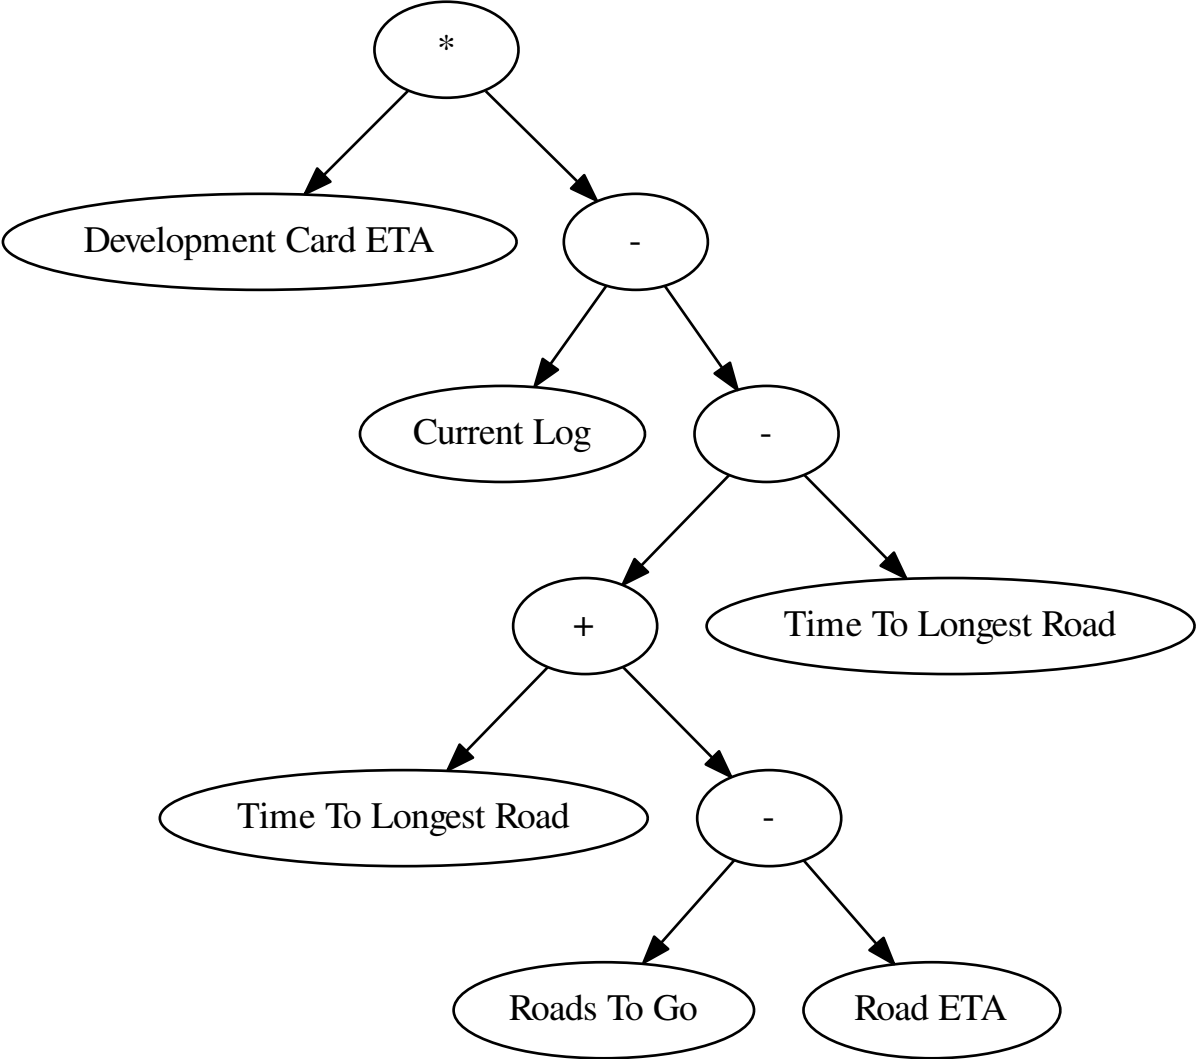 *
Development Card ETA
-
Current Log
-
+
Time To Longest Road
Time To Longest Road
-
Roads To Go
Road ETA